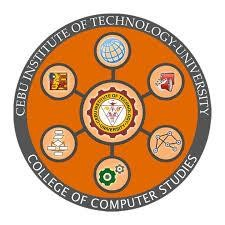 CEBU INSTITUTE OF TECHNOLOGY-UNIVERSITY
COLLEGE OF COMPUTER STUDIES